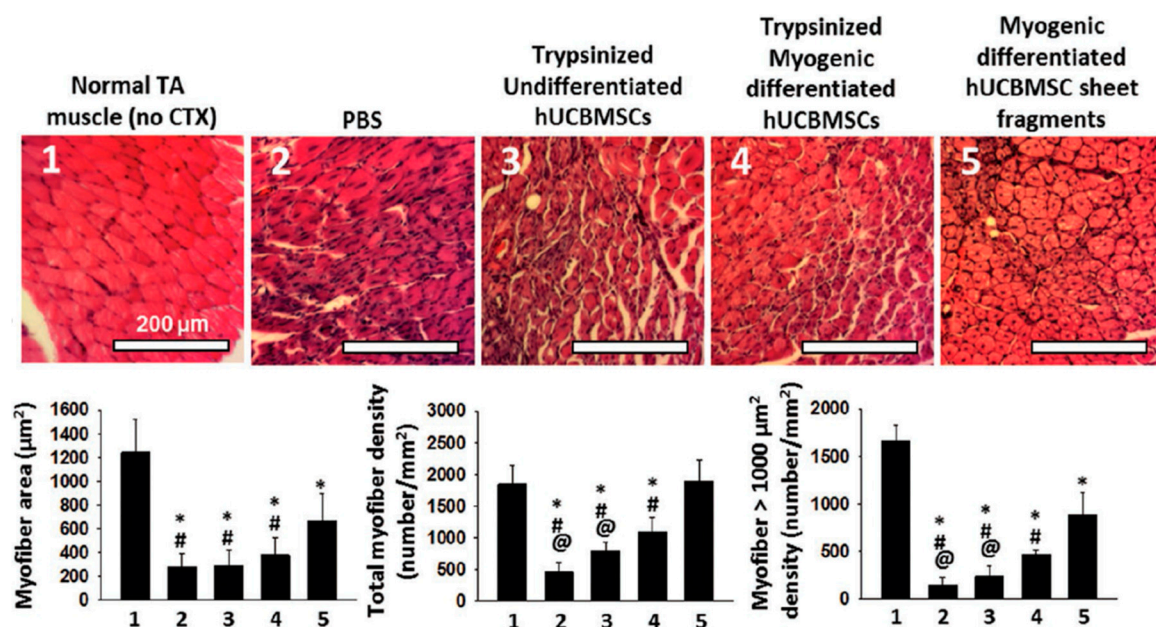 Normal TA
muscle (no CTX)
PBS
Trypsinized
Undifferentiated
hUCBMSCs
Trypsinized
Myogenic
differentiated
hUCBMSCs
Myogenic
differentiated
hUCBMSC sheet
fragments
1
2
3
4
5
200 µm
Myofiber area (µm²)
1600
1400
1200
1000
800
600
400
200
0
*
#
*
#
*
#
*
1 2 3 4 5
Total myofiber density
(number/mm²)
3000
2500
2000
1500
1000
500
0
*
#
@
*
#
@
*
#
1 2 3 4 5
Myofiber > 1000 µm²
density (number/mm²)
2000
1500
1000
500
0
*
#
@
*
#
@
*
#
*
1 2 3 4 5